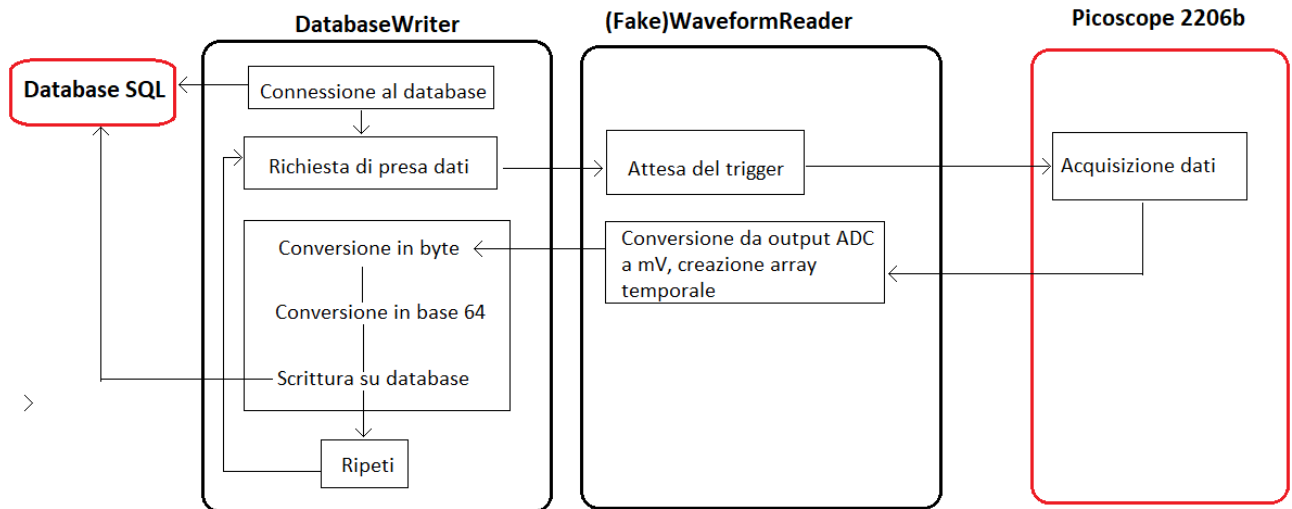 DatabaseWriter
(Fake)WaveformReader
Picoscope 2206b
Database SQL
Connessione al database
Richiesta di presa dati
Attesa del trigger
Acquisizione dati
Conversione in byte
Conversione da output ADC
a mV, creazione array
temporale
Conversione in base 64
Scrittura su database
Ripeti